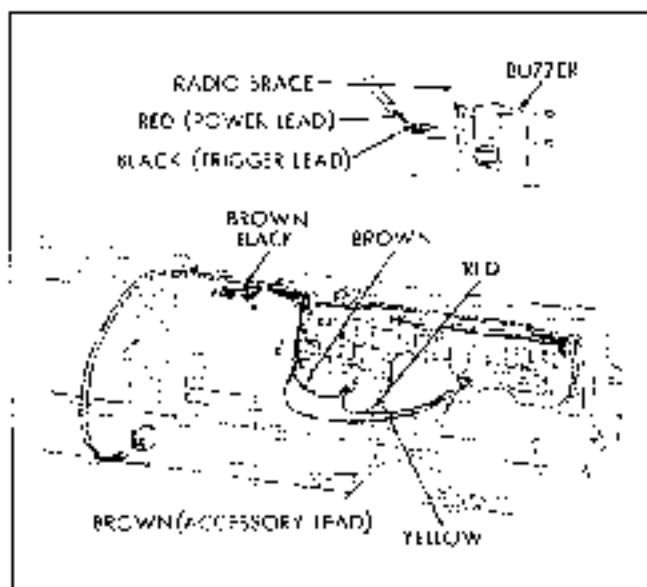 RADIO BRACE
BUZZER
RED (POWER LEAD)
BLACK (TRIGGER LEAD)
BROWN
BLACK
BROWN
RED
BROWN (ACCESSORY LEAD)
YELLOW